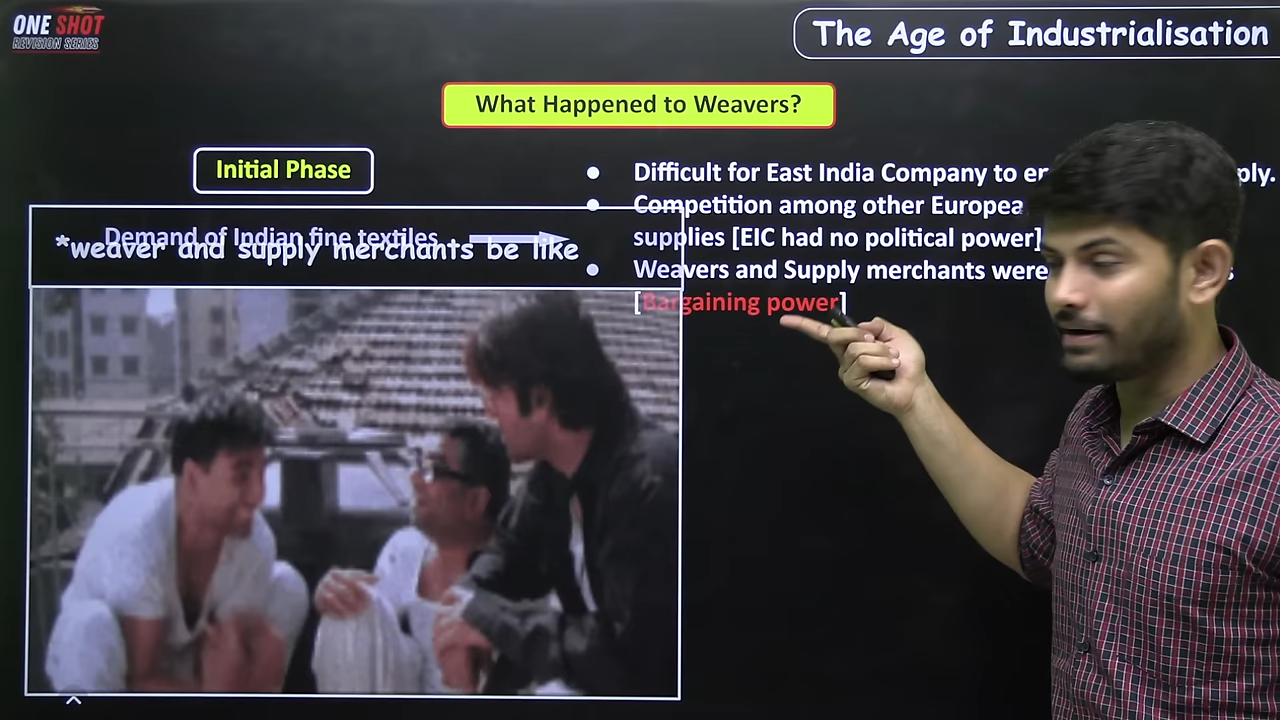 ONE SHOT
REVISION SERIES
The Age of Industrialisation
What Happened to Weavers?
Initial Phase
Demand of Indian fine textiles
*weaver and supply merchants be like
• Difficult for East India Company to
• Competition among other
supplies [EIC had no political power]
• Weavers and Supply merchants were
[Bargaining power]